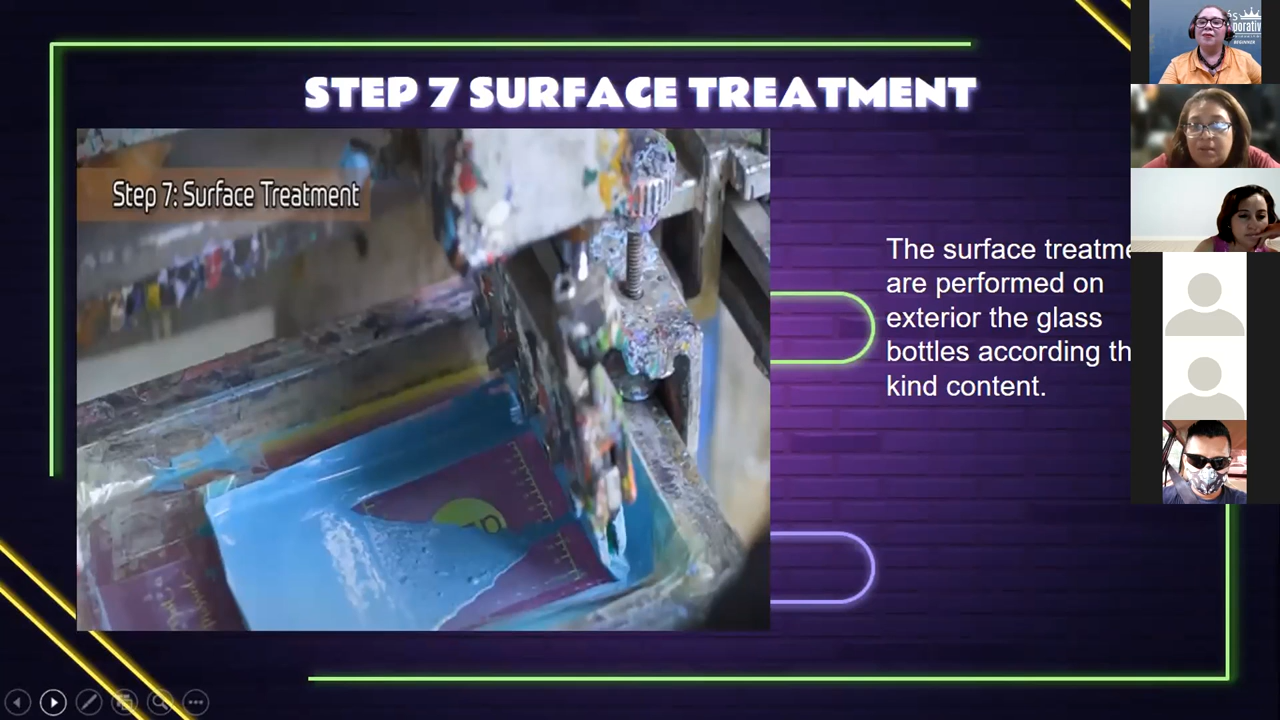 STEP 7 SURFACE TREATMENT
Step 7: Surface Treatment
The surface treatme
are performed on
exterior the glass
bottles according th
kind content.
BEGINNER